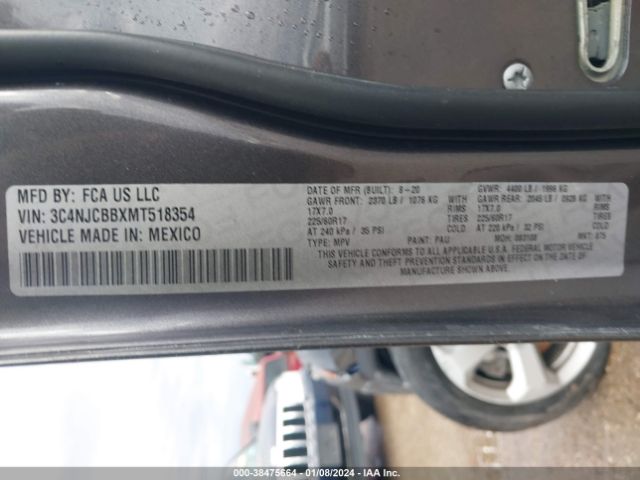 MFD BY: FCA US LLC
VIN: 3C4NJCBBXMT518354
VEHICLE MADE IN: MEXICO
DATE OF MFR (BUILT): 8-20 GVWR: 4400 LB / 1996 KG
GAWR FRONT: 2370 LB / 1076 KG WITH GAWR REAR: 2045 LB / 0928 KG WITH
17X7.0 RIMS 17X7.0 RIMS
225/60R17 TIRES 225/60R17 TIRES
AT 240 kPa / 35 PSI COLD AT 220 kPa / 32 PSI COLD
TYPE: MPV PAINT: PAU MDH: MKT:
THIS VEHICLE CONFORMS TO ALL APPLICABLE U.S.A. FEDERAL MOTOR VEHICLE
SAFETY AND THEFT PREVENTION STANDARDS IN EFFECT ON THE DATE OF
MANUFACTURE SHOWN ABOVE.
000-38475664 - 01/08/2024 - IAA Inc.